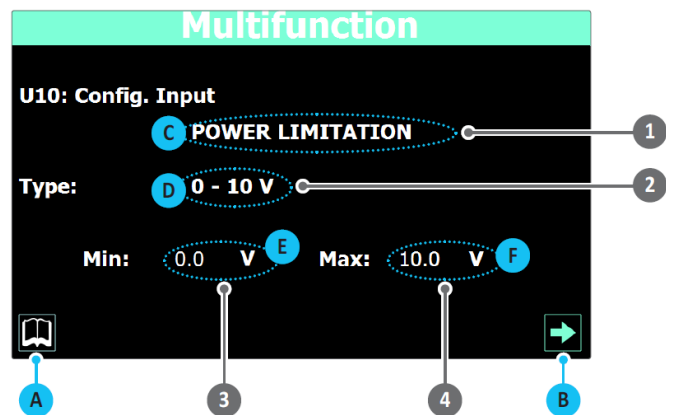 Multifunction
U10: Config. Input
C POWER LIMITATION 1
Type: D 0 - 10 V 2
Min: 0.0 V E Max: 10.0 V F
A 3 4 B